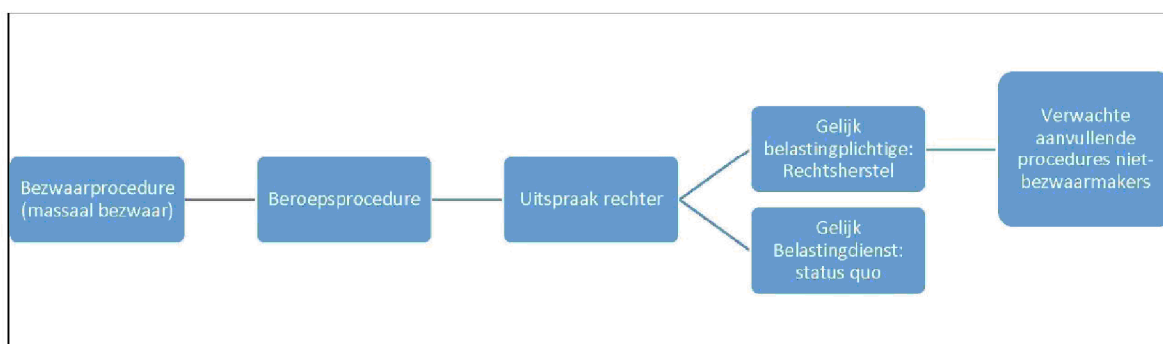 Bezwaarprocedure
(massaal bezwaar)
Beroepsprocedure
Uitspraak rechter
Gelijk
belastingplichtige:
Rechtsherstel
Gelijk
Belastingdienst:
status quo
Verwachte
aanvullende
procedures niet-
bezwaarmakers